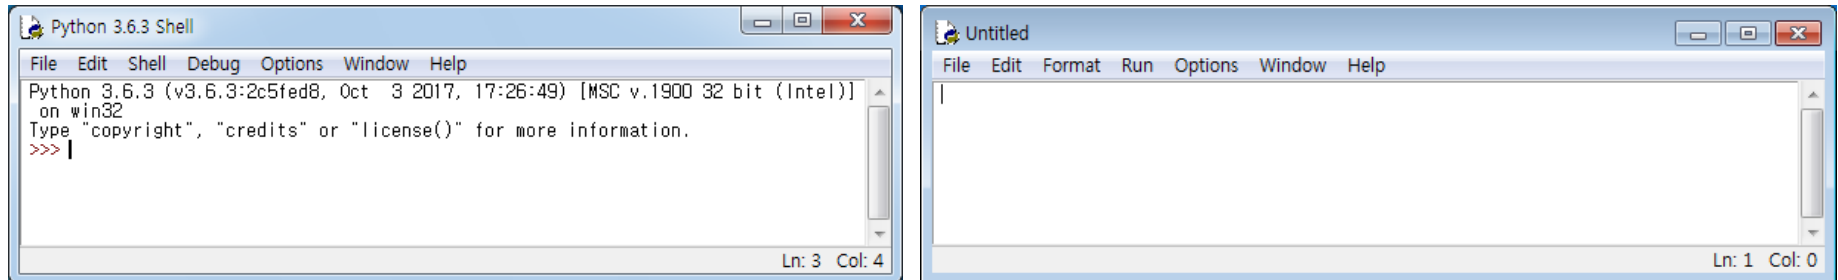 Python 3.6.3 Shell
File Edit Shell Debug Options Window Help
Python 3.6.3 (v3.6.3:2c5fed8, Oct  3 2017, 17:26:49) [MSC v.1900 32 bit (Intel)]
 on win32
Type "copyright", "credits" or "license()" for more information.
>>>
Ln: 3 Col: 4
Untitled
File Edit Format Run Options Window Help
Ln: 1 Col: 0